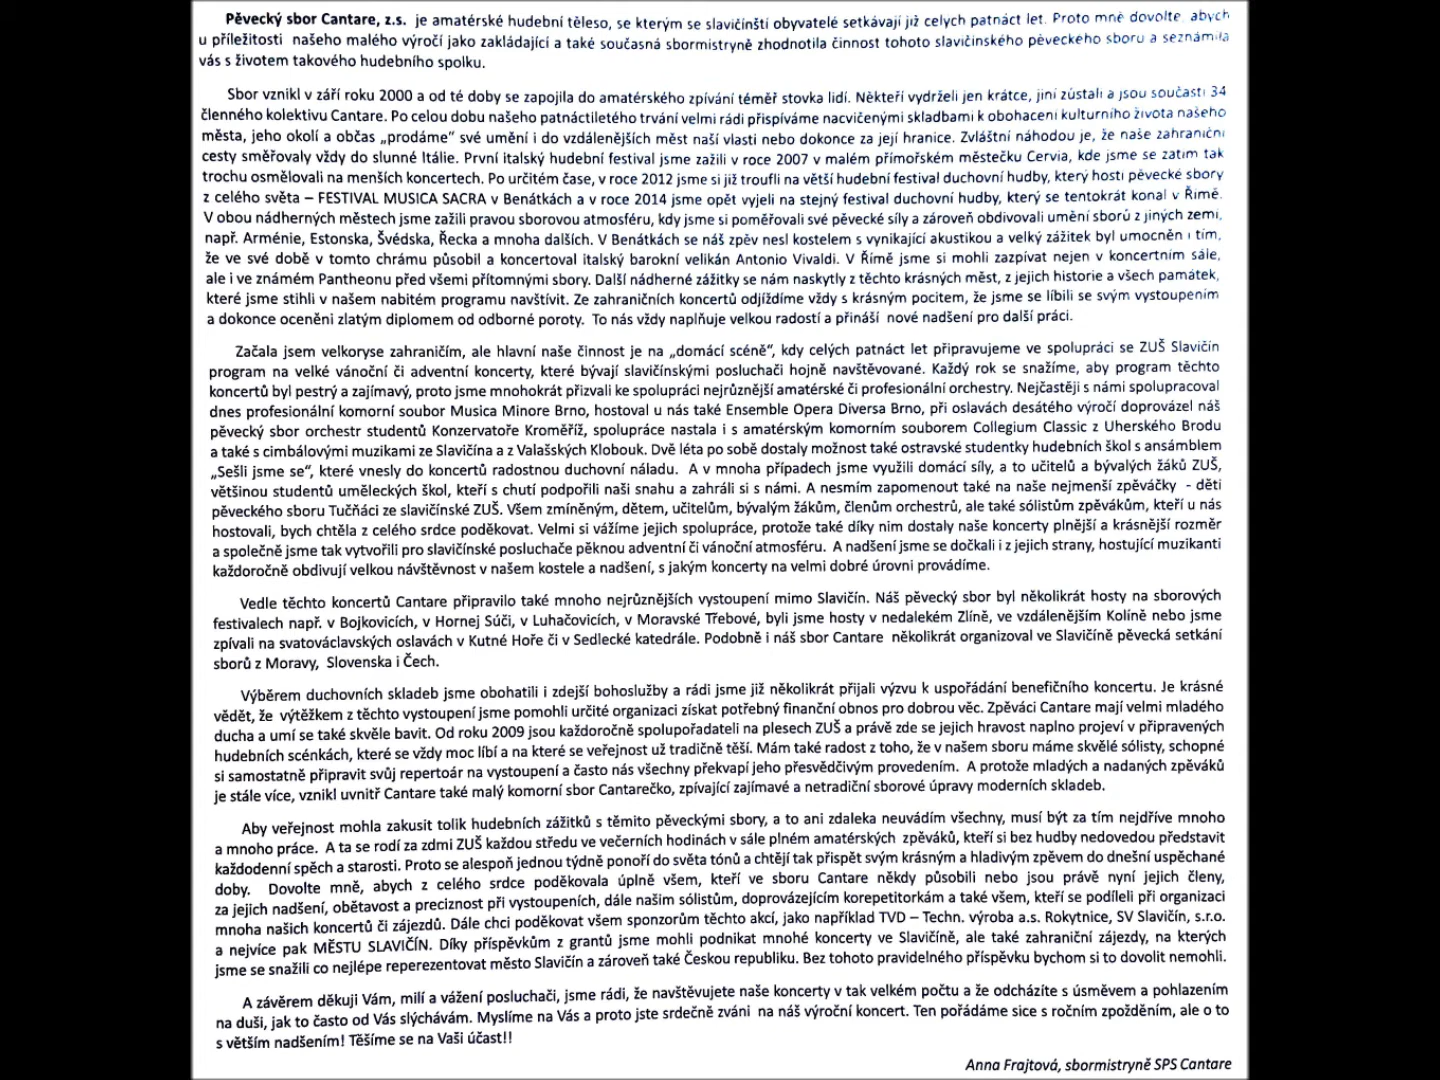 Pěvecký sbor Cantare, z.s. je amatérské hudební těleso, se kterým se slavičínští obyvatelé setkávají již celých patnáct let. Proto mně dovolte, abych
u příležitosti našeho malého výročí jako zakládající a také současná sbormistryně zhodnotila činnost tohoto slavičínského pěveckého sboru a seznámila
vás s životem takového hudebního spolku.
Sbor vznikl v září roku 2000 a od té doby se zapojila do amatérského zpívání téměř stovka lidí. Někteří vydrželi jen krátce, jiní zůstali a jsou součástí 34
členného kolektivu Cantare. Po celou dobu našeho patnáctiletého trvání velmi rádi přispíváme nacvičenými skladbami k obohacení kulturního života našeho
města, jeho okolí a občas „prodáme“ své umění i do vzdálenějších měst naší vlasti nebo dokonce za její hranice. Zvláštní náhodou je, že naše zahraniční
cesty směřovaly vždy do slunné Itálie. První italský hudební festival jsme zažili v roce 2007 v malém přímořském městečku Cervia, kde jsme se zatím tak
trochu osmělovali na menších koncertech. Po určitém čase, v roce 2012 jsme si již troufli na větší hudební festival duchovní hudby, který hostí pěvecké sbory
z celého světa – FESTIVAL MUSICA SACRA v Benátkách a v roce 2014 jsme opět vyjeli na stejný festival duchovní hudby, který se tentokrát konal v Římě.
V obou nádherných městech jsme zažili pravou sborovou atmosféru, kdy jsme si poměřovali své pěvecké síly a zároveň obdivovali umění sborů z jiných zemí,
např. Arménie, Estonska, Švédska, Řecka a mnoha dalších. V Benátkách se náš zpěv nesl kostelem s vynikající akustikou a velký zážitek byl umocněn i tím,
že ve své době v tomto chrámu působil a koncertoval italský barokní velikán Antonio Vivaldi. V Římě jsme si mohli zazpívat nejen v koncertním sále,
ale i ve známém Pantheonu před všemi přítomnými sbory. Další nádherné zážitky se nám naskytly z těchto krásných měst, z jejich historie a všech památek,
které jsme stihli v našem nabitém programu navštívit. Ze zahraničních koncertů odjíždíme vždy s krásným pocitem, že jsme se líbili se svým vystoupením
a dokonce oceněni zlatým diplomem od odborné poroty. To nás vždy naplňuje velkou radostí a přináší nové nadšení pro další práci.
Začala jsem velkoryse zahraničím, ale hlavní naše činnost je na „domácí scéně“, kdy celých patnáct let připravujeme ve spolupráci se ZUŠ Slavičín
program na velké vánoční či adventní koncerty, které bývají slavičínskými posluchači hojně navštěvované. Každý rok se snažíme, aby program těchto
koncertů byl pestrý a zajímavý, proto jsme mnohokrát přizvali ke spolupráci nejrůznější amatérské či profesionální orchestry. Nejčastěji s námi spolupracoval
dnes profesionální komorní soubor Musica Minore Brno, hostoval u nás také Ensemble Opera Diversa Brno, při oslavách desátého výročí doprovázel náš
pěvecký sbor orchestr studentů Konzervatoře Kroměříž, spolupráce nastala i s amatérským komorním souborem Collegium Classic z Uherského Brodu
a také s cimbálovými muzikami ze Slavičína a z Valašských Klobouk. Dvě léta po sobě dostaly možnost také ostravské studentky hudebních škol s ansámblem
„Sešli jsme se“, které vnesly do koncertů radostnou duchovní náladu. A v mnoha případech jsme využili domácí síly, a to učitelů a bývalých žáků ZUŠ,
většinou studentů uměleckých škol, kteří s chutí podpořili naši snahu a zahráli si s námi. A nesmím zapomenout také na naše nejmenší zpěváčky - děti
pěveckého sboru Tučňáci ze slavičínské ZUŠ. Všem zmíněným, dětem, učitelům, bývalým žákům, členům orchestrů, ale také sólistům zpěvákům, kteří u nás
hostovali, bych chtěla z celého srdce poděkovat. Velmi si vážíme jejich spolupráce, protože také díky nim dostaly naše koncerty plnější a krásnější rozměr
a společně jsme tak vytvořili pro slavičínské posluchače pěknou adventní či vánoční atmosféru. A nadšení jsme se dočkali i z jejich strany, hostující muzikanti
každoročně obdivují velkou návštěvnost v našem kostele a nadšení, s jakým koncerty na velmi dobré úrovni provádíme.
Vedle těchto koncertů Cantare připravilo také mnoho nejrůznějších vystoupení mimo Slavičín. Náš pěvecký sbor byl několikrát hosty na sborových
festivalech např. v Bojkovicích, v Hornej Súči, v Luhačovicích, v Moravské Třebové, byli jsme hosty v nedalekém Zlíně, ve vzdálenějším Kolíně nebo jsme
zpívali na svatováclavských oslavách v Kutné Hoře či v Sedlecké katedrále. Podobně i náš sbor Cantare několikrát organizoval ve Slavičíně pěvecká setkání
sborů z Moravy, Slovenska i Čech.
Výběrem duchovních skladeb jsme obohatili i zdejší bohoslužby a rádi jsme již několikrát přijali výzvu k uspořádání benefičního koncertu. Je krásné
vědět, že výtěžkem z těchto vystoupení jsme pomohli určité organizaci získat potřebný finanční obnos pro dobrou věc. Zpěváci Cantare mají velmi mladého
ducha a umí se také skvěle bavit. Od roku 2009 jsou každoročně spolupořadateli na plesech ZUŠ a právě zde se jejich hravost naplno projeví v připravených
hudebních scénkách, které se vždy moc líbí a na které se veřejnost už tradičně těší. Mám také radost z toho, že v našem sboru máme skvělé sólisty, schopné
si samostatně připravit svůj repertoár na vystoupení a často nás všechny překvapí jeho přesvědčivým provedením. A protože mladých a nadaných zpěváků
je stále více, vznikl uvnitř Cantare také malý komorní sbor Cantarečko, zpívající zajímavé a netradiční sborové úpravy moderních skladeb.
Aby veřejnost mohla zakusit tolik hudebních zážitků s těmito pěveckými sbory, a to ani zdaleka neuvádím všechny, musí být za tím nejdříve mnoho
a mnoho práce. A ta se rodí za zdmi ZUŠ každou středu ve večerních hodinách v sále plném amatérských zpěváků, kteří si bez hudby nedovedou představit
každodenní spěch a starosti. Proto se alespoň jednou týdně ponoří do světa tónů a chtějí tak přispět svým krásným a hladivým zpěvem do dnešní uspěchané
doby. Dovolte mně, abych z celého srdce poděkovala úplně všem, kteří ve sboru Cantare někdy působili nebo jsou právě nyní jejich členy,
za jejich nadšení, obětavost a preciznost při vystoupeních, dále našim sólistům, doprovázejícím korepetitorkám a také všem, kteří se podíleli při organizaci
mnoha našich koncertů či zájezdů. Dále chci poděkovat všem sponzorům těchto akcí, jako například TVD – Techn. výroba a.s. Rokytnice, SV Slavičín, s.r.o.
a nejvíce pak MĚSTU SLAVIČÍN. Díky příspěvkům z grantů jsme mohli podnikat mnohé koncerty ve Slavičíně, ale také zahraniční zájezdy, na kterých
jsme se snažili co nejlépe reperezentovat město Slavičín a zároveň také Českou republiku. Bez tohoto pravidelného příspěvku bychom si to dovolit nemohli.
A závěrem děkuji Vám, milí a vážení posluchači, jsme rádi, že navštěvujete naše koncerty v tak velkém počtu a že odcházíte s úsměvem a pohlazením
na duši, jak to často od Vás slýchávám. Myslíme na Vás a proto jste srdečně zváni na náš výroční koncert. Ten pořádáme sice s ročním zpožděním, ale o to
s větším nadšením! Těšíme se na Vaši účast!!
Anna Frajtová, sbormistryně SPS Cantare